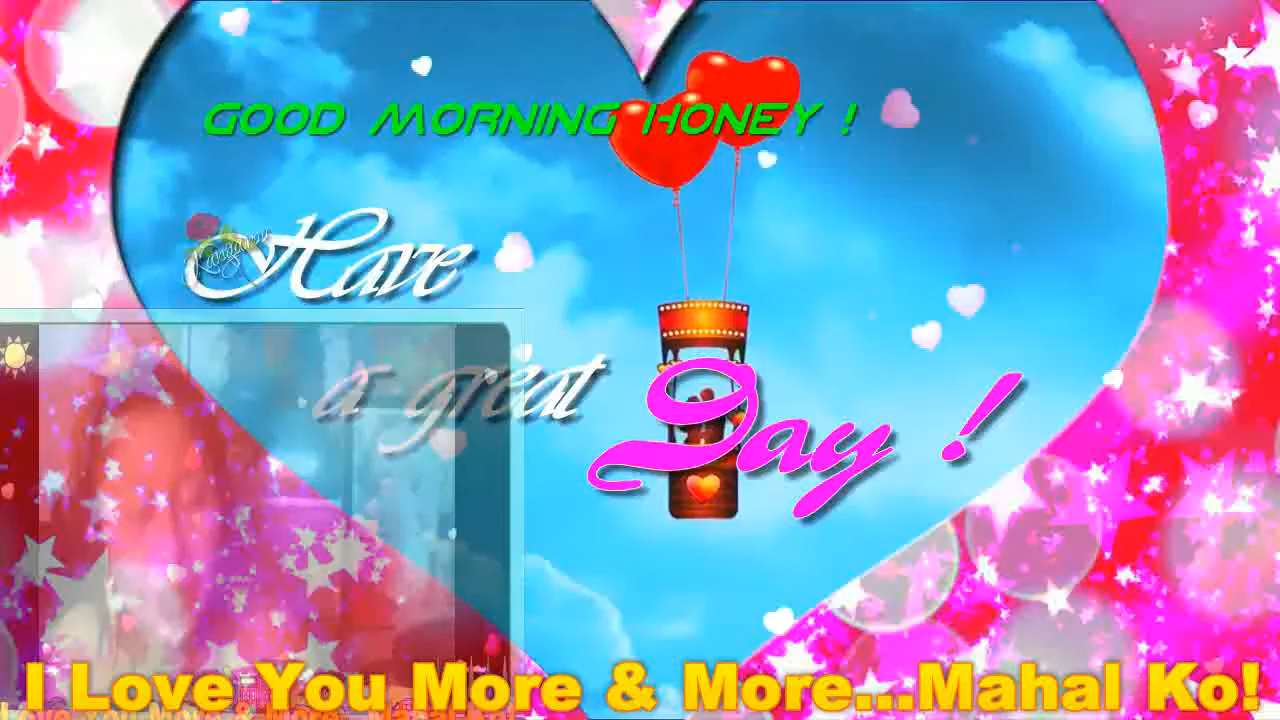 GOOD MORNING HONEY !
Have
a great
Day !
I Love You More & More...Mahal Ko!